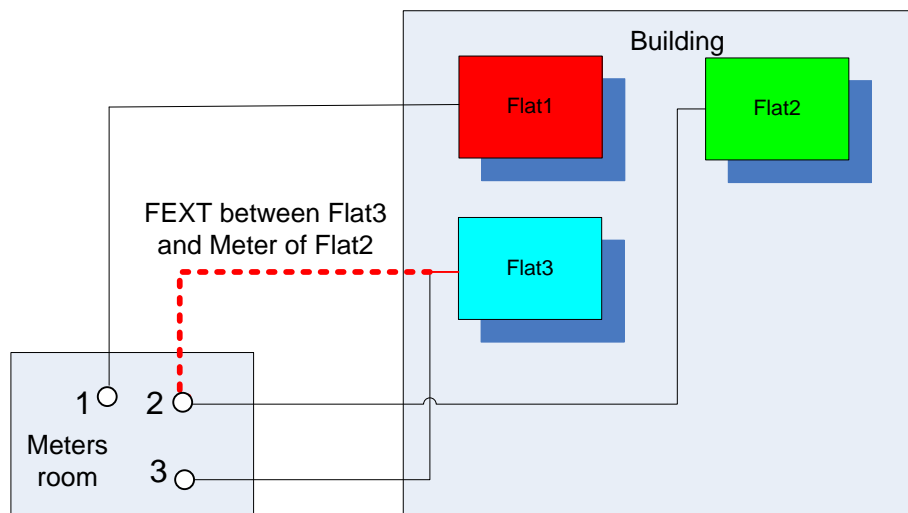 Building
Flat1
Flat2
FEXT between Flat3
and Meter of Flat2
Flat3
1
2
Meters
room
3